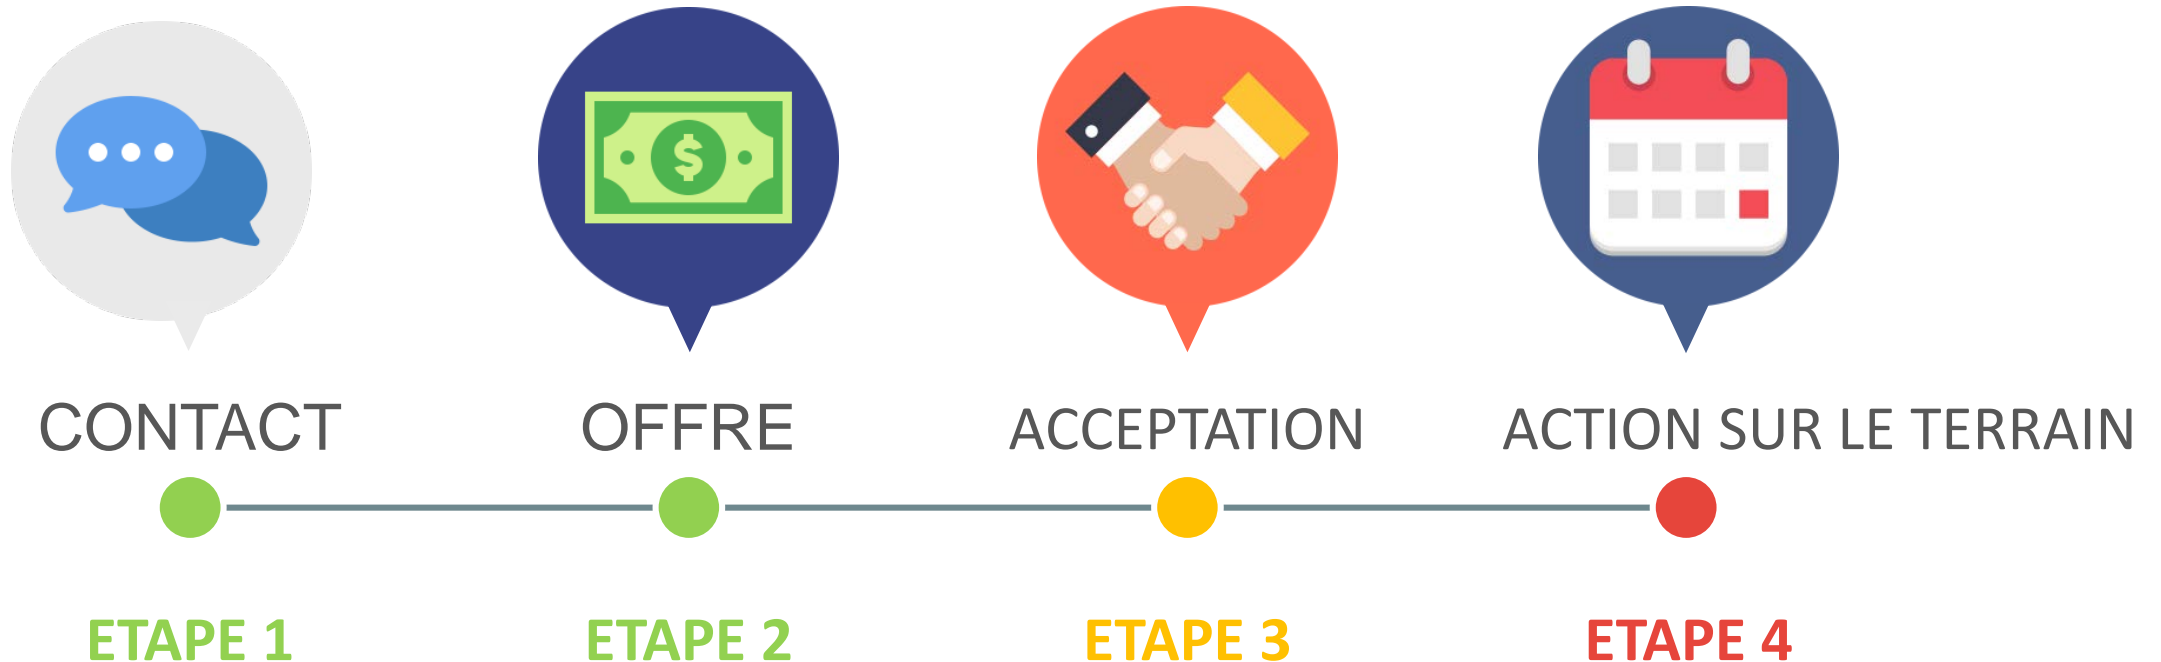 CONTACT
OFFRE
ACCEPTATION
ACTION SUR LE TERRAIN
ETAPE 1
ETAPE 2
ETAPE 3
ETAPE 4